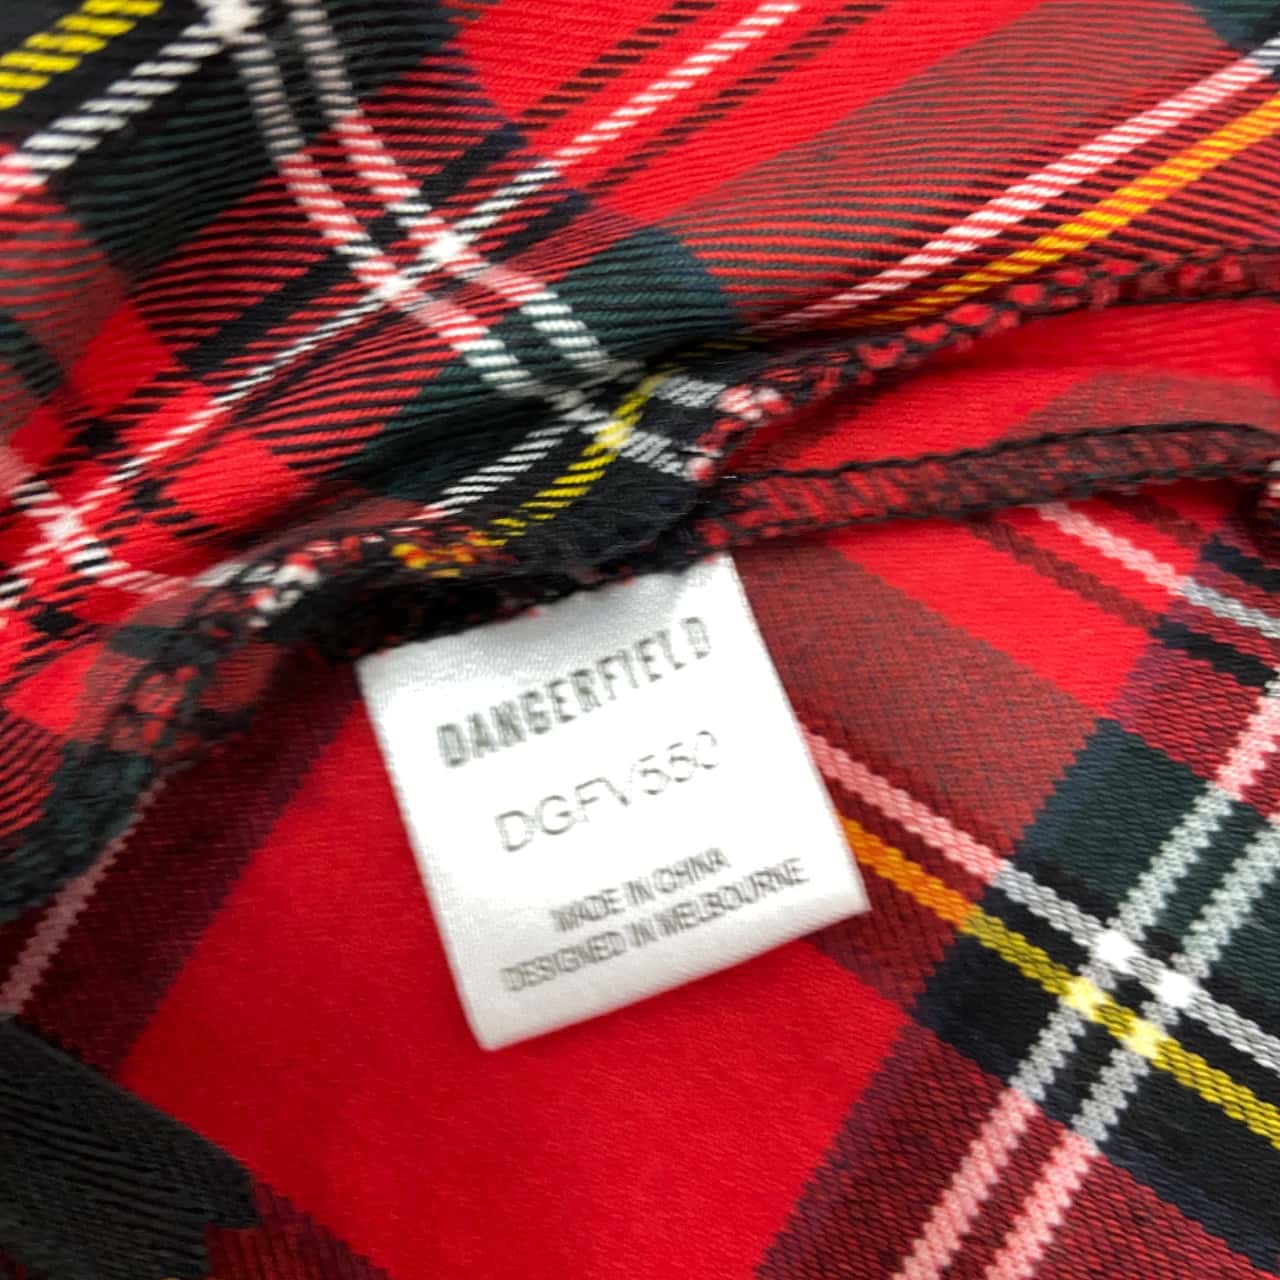 DANGERFIELD
DGFV550
MADE IN CHINA
DESIGNED IN MELBOURNE